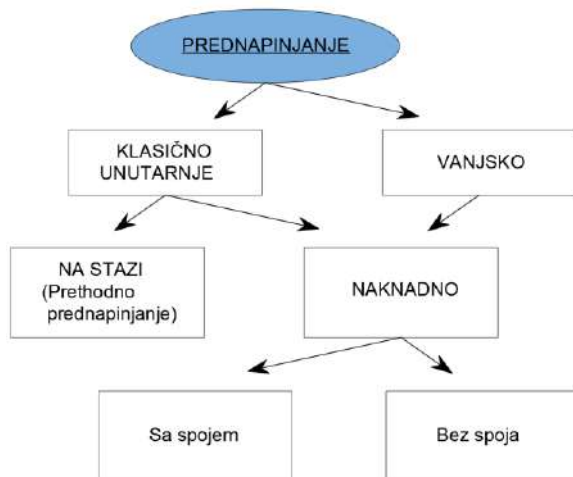 PREDNAPINJANJE
KLASIČNO
UNUTARNJE
VANJSKO
NA STAZI
(Prethodno
prednapinjanje)
NAKNADNO
Sa spojem
Bez spoja